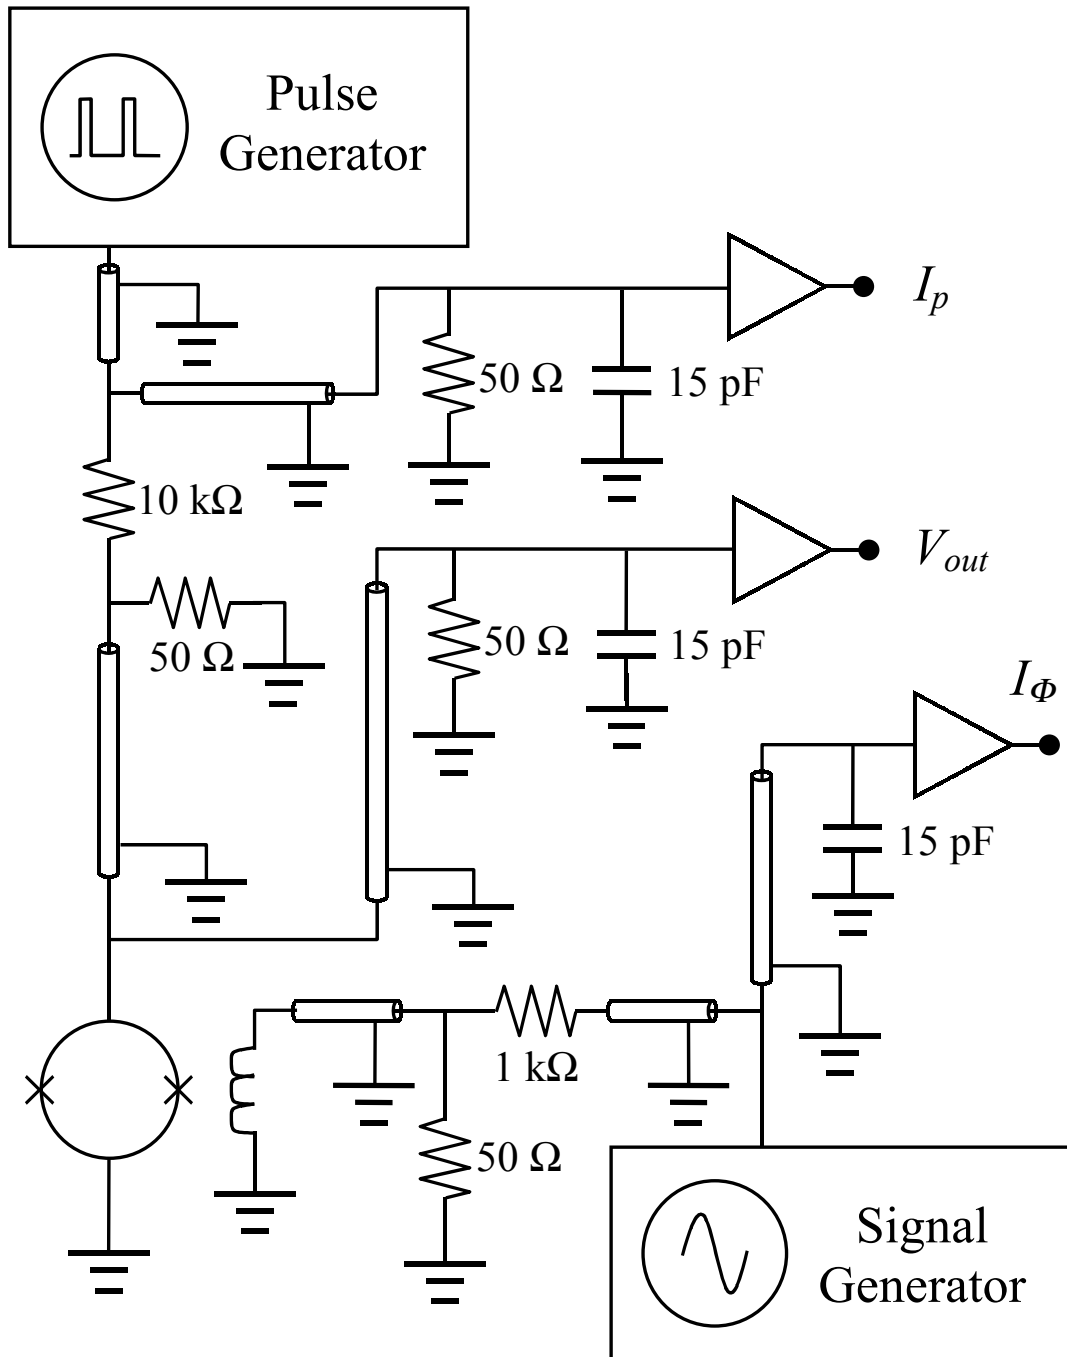 Pulse
Generator
I_p
50 Ω
15 pF
10 kΩ
V_out
50 Ω
50 Ω
15 pF
I_Φ
15 pF
1 kΩ
50 Ω
Signal
Generator